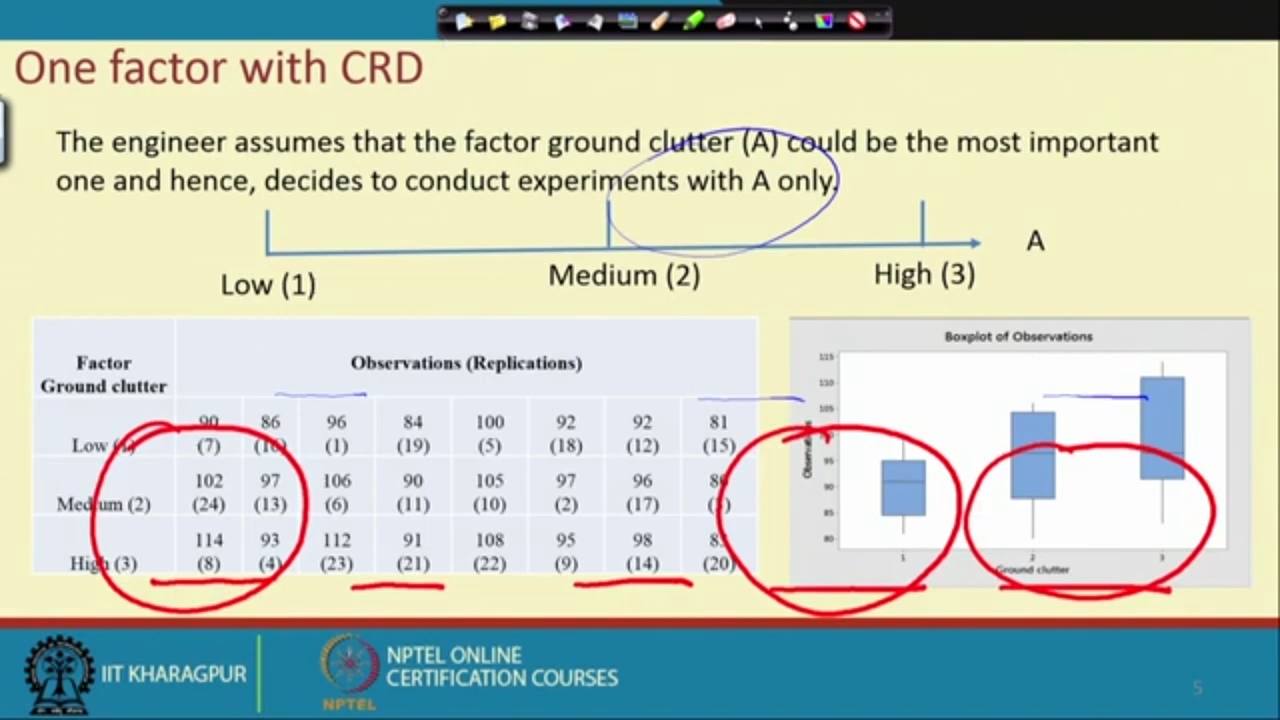 One factor with CRD
The engineer assumes that the factor ground clutter (A) could be the most important
one and hence, decides to conduct experiments with A only.
A
Low (1) Medium (2) High (3)
Factor
Ground clutter
Observations (Replications)
90 86 96 84 100 92 92 81
Low (7) (1) (19) (5) (18) (12) (15)
102 97 106 90 105 97 96
Medium (2) (24) (13) (6) (11) (10) (2) (17)
114 93 112 91 108 95 98
High (3) (8) (4) (23) (21) (22) (9) (14) (20)
Boxplot of Observations
115
110
105
95
90
85
80
1 2 3
Ground clutter
IIT KHARAGPUR
NPTEL
NPTEL ONLINE
CERTIFICATION COURSES
5